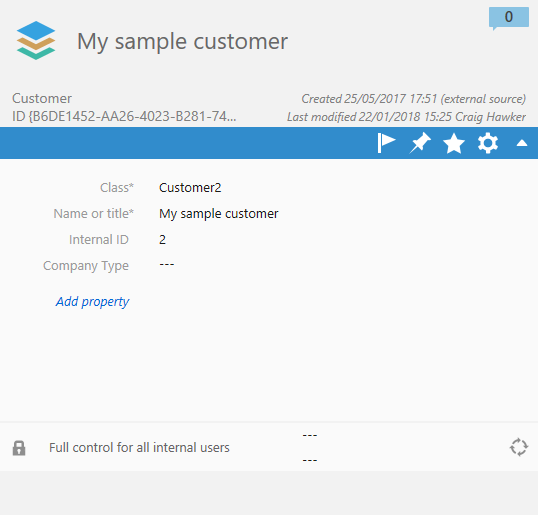 0
My sample customer
Customer
Created 25/05/2017 17:51 (external source)
ID {B6DE1452-AA26-4023-B281-74...
Last modified 22/01/2018 15:25 Craig Hawker
Class* Customer2
Name or title* My sample customer
Internal ID 2
Company Type ---
Add property
---
Full control for all internal users
---